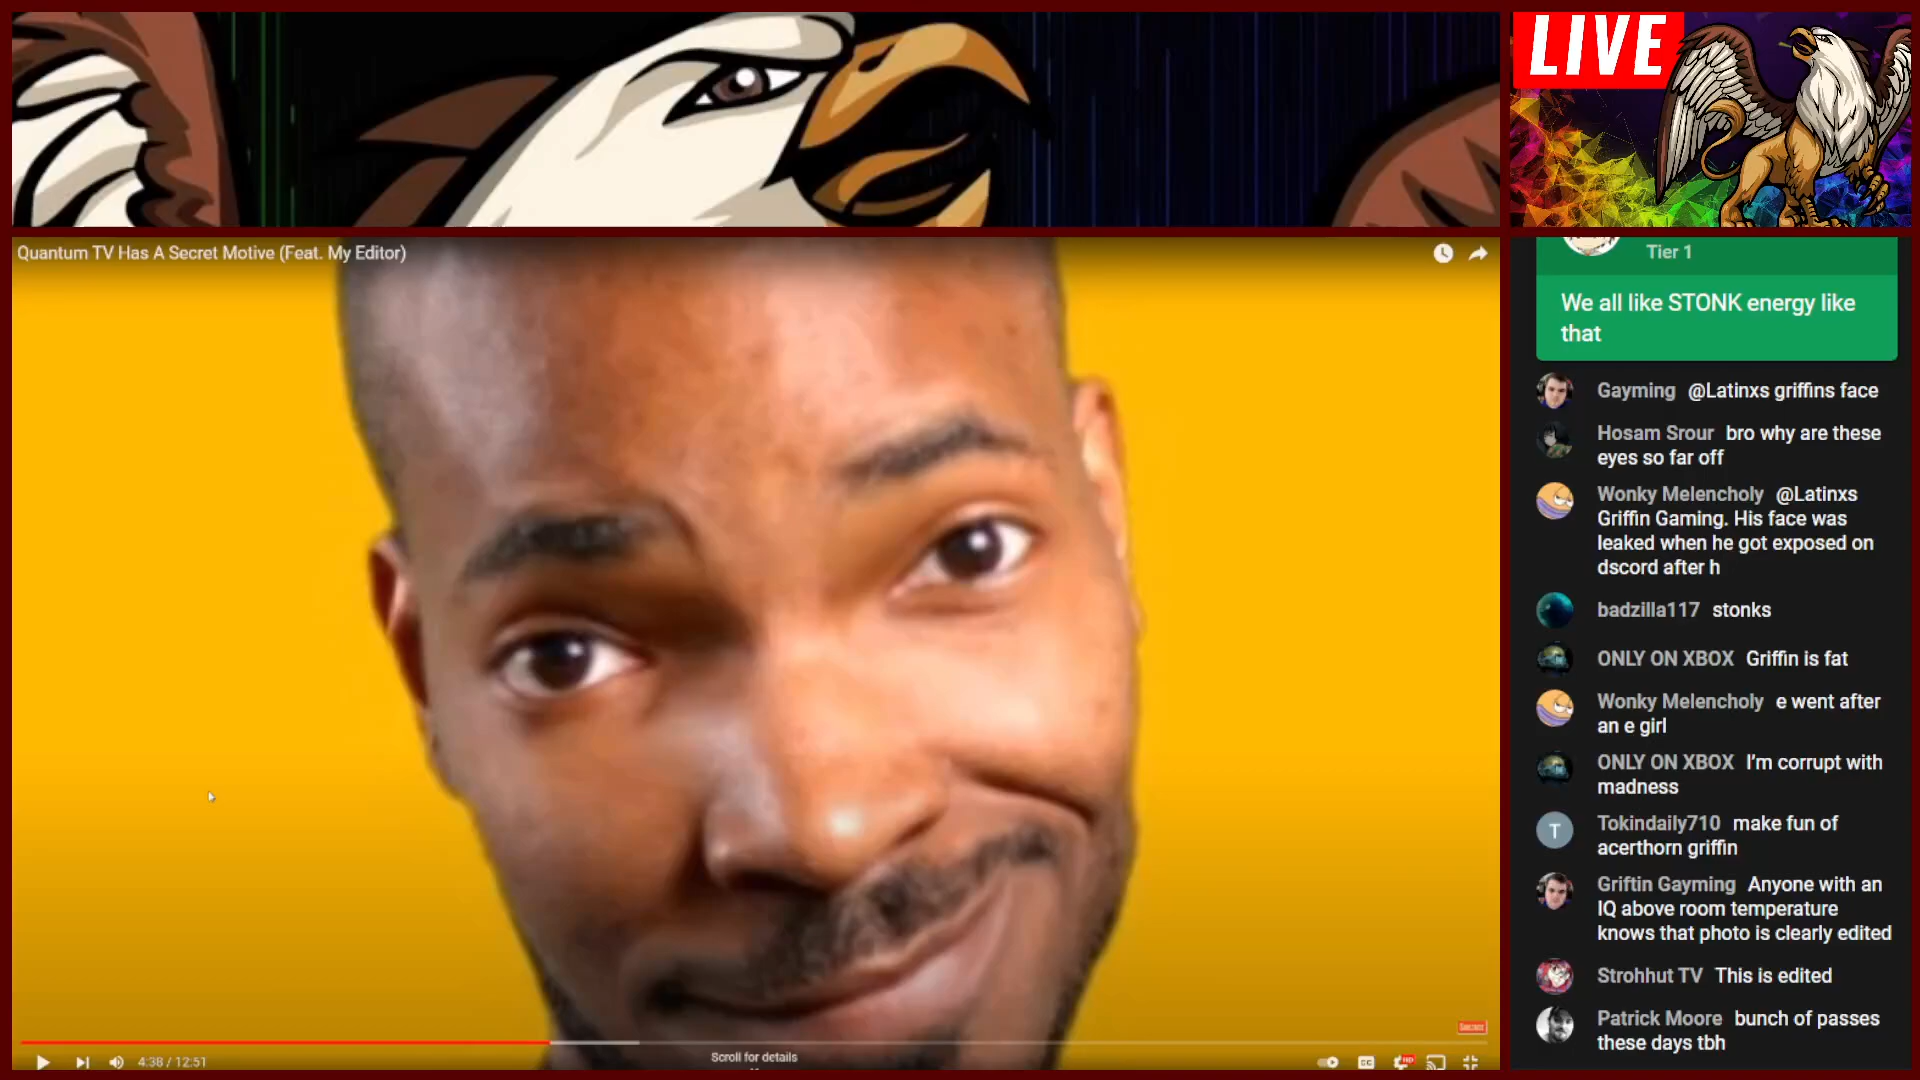 LIVE
Quantum TV Has A Secret Motive (Feat. My Editor)
Tier 1
We all like STONK energy like
that
Gayming @Latinxs griffins face
Hosam Srour bro why are these
eyes so far off
Wonky Melencholy @Latinxs
Griffin Gaming. His face was
leaked when he got exposed on
dscord after h
badzilla117 stonks
ONLY ON XBOX Griffin is fat
Wonky Melencholy e went after
an e girl
ONLY ON XBOX I'm corrupt with
madness
T
Tokindaily710 make fun of
acerthorn griffin
Griftin Gayming Anyone with an
IQ above room temperature
knows that photo is clearly edited
Strohhut TV This is edited
Patrick Moore bunch of passes
these days tbh
4:38 / 12:51
Scroll for details
CC
HD